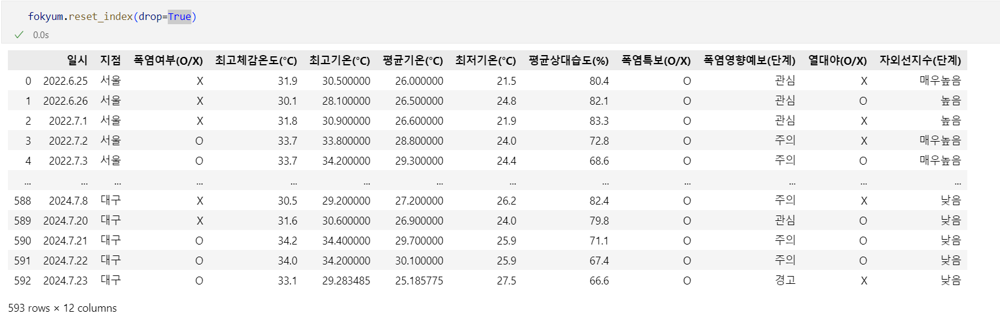 fokyum.reset_index(drop=True)
0.0s
일시 지점 폭염여부(O/X) 최고체감온도(°C) 최고기온(°C) 평균기온(°C) 최저기온(°C) 평균상대습도(%) 폭염특보(O/X) 폭염영향예보(단계) 열대야(O/X) 자외선지수(단계)
0 2022.6.25 서울 X 31.9 30.500000 26.000000 21.5 80.4 O 관심 X 매우높음
1 2022.6.26 서울 X 30.1 28.100000 26.500000 24.8 82.1 O 관심 O 높음
2 2022.7.1 서울 X 31.8 30.900000 26.600000 21.9 83.3 O 관심 X 높음
3 2022.7.2 서울 O 33.7 33.800000 28.800000 24.0 72.8 O 주의 X 매우높음
4 2022.7.3 서울 O 33.7 34.200000 29.300000 24.4 68.6 O 주의 O 매우높음
... ... ... ... ... ... ... ... ... ... ... ... ...
588 2024.7.8 대구 X 30.5 29.200000 27.200000 26.2 82.4 O 주의 X 낮음
589 2024.7.20 대구 X 31.6 30.600000 26.900000 24.0 79.8 O 관심 O 낮음
590 2024.7.21 대구 O 34.2 34.400000 29.700000 25.9 71.1 O 주의 O 낮음
591 2024.7.22 대구 O 34.0 34.200000 30.100000 25.9 67.4 O 주의 O 낮음
592 2024.7.23 대구 O 33.1 29.283485 25.185775 27.5 66.6 O 경고 X 낮음
593 rows × 12 columns